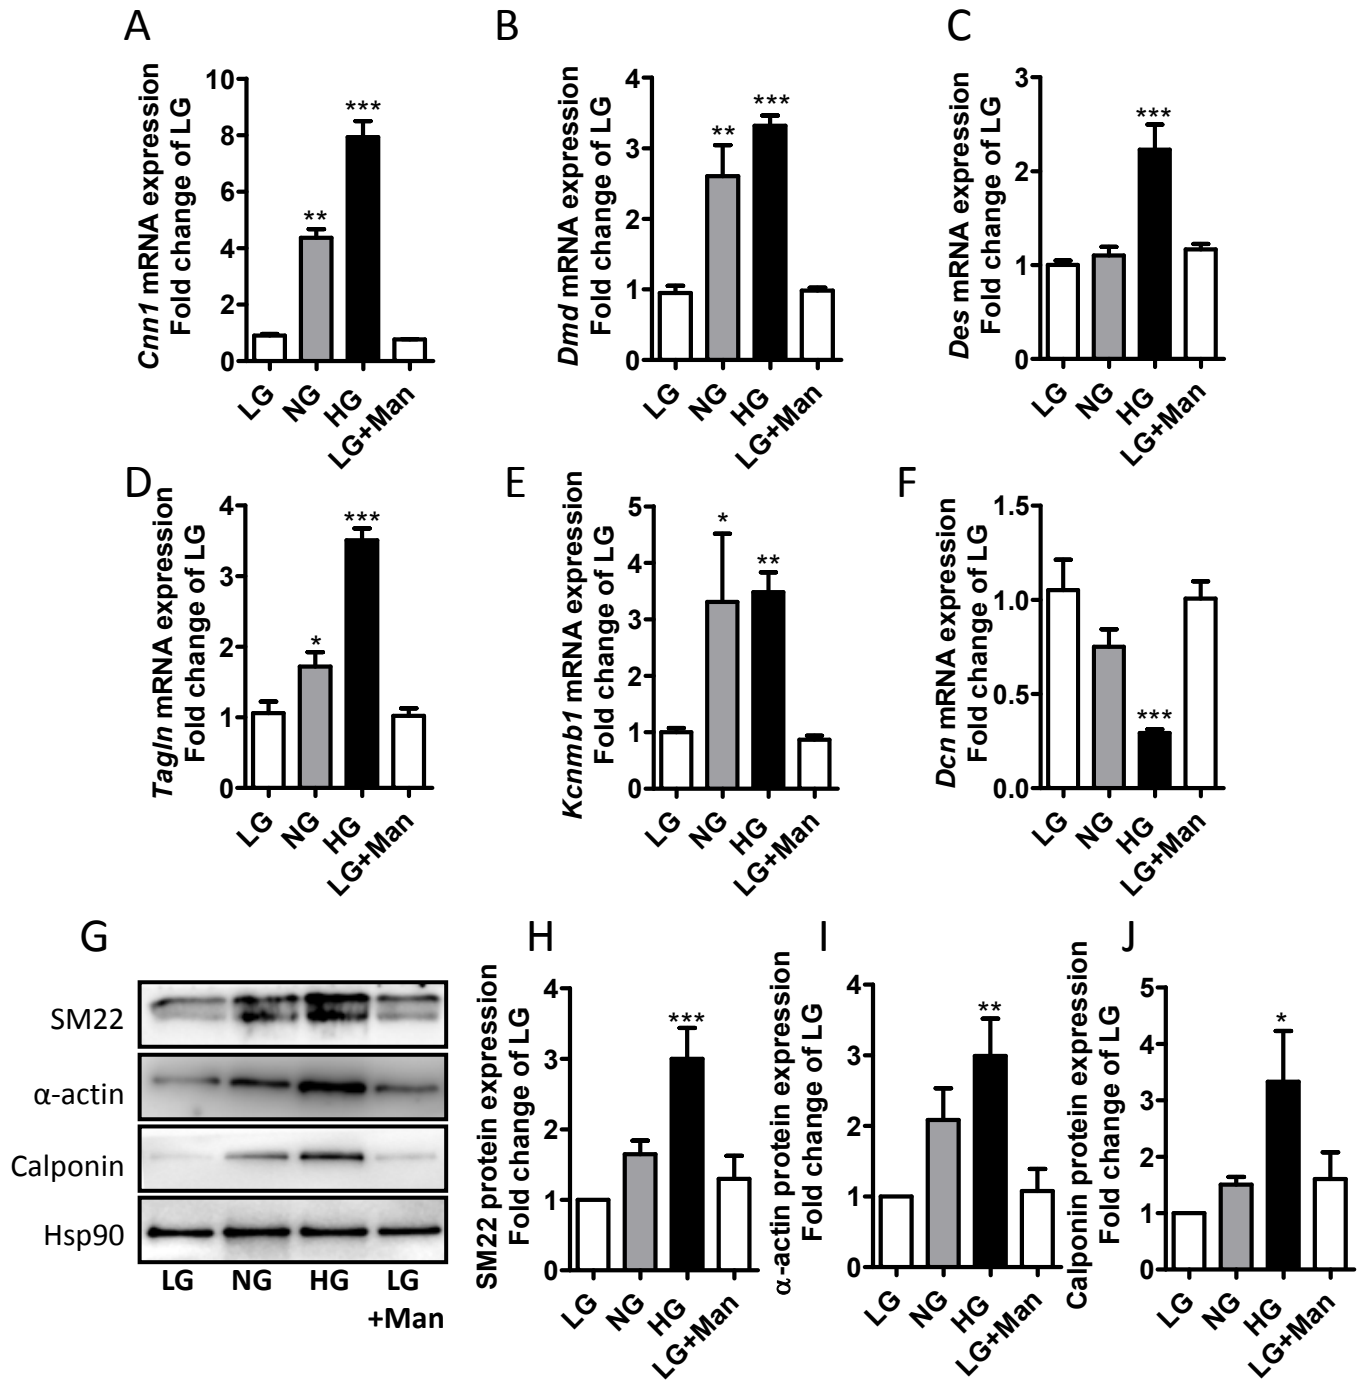 A
Cnn1 mRNA expression
Fold change of LG
10
8
6
4
2
0
**
***
LG
NG
HG
LG+Man
B
Dmd mRNA expression
Fold change of LG
4
3
2
1
0
**
***
LG
NG
HG
LG+Man
C
Des mRNA expression
Fold change of LG
3
2
1
0
***
LG
NG
HG
LG+Man
D
Tagln mRNA expression
Fold change of LG
4
3
2
1
0
*
***
LG
NG
HG
LG+Man
E
Kcnmb1 mRNA expression
Fold change of LG
5
4
3
2
1
0
*
**
LG
NG
HG
LG+Man
F
Dcn mRNA expression
Fold change of LG
1.5
1.0
0.5
0.0
***
LG
NG
HG
LG+Man
G
SM22
α-actin
Calponin
Hsp90
LG NG HG LG
+Man
H
SM22 protein expression
Fold change of LG
4
3
2
1
0
***
LG
NG
HG
LG+Man
I
α-actin protein expression
Fold change of LG
4
3
2
1
0
**
LG
NG
HG
LG+Man
J
Calponin protein expression
Fold change of LG
5
4
3
2
1
0
*
LG
NG
HG
LG+Man